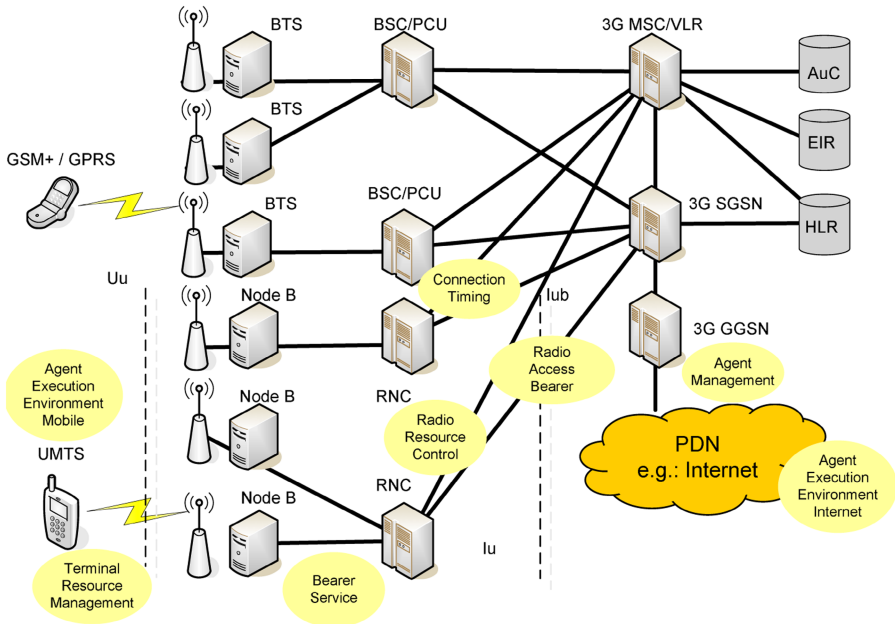 BTS
BSC/PCU
3G MSC/VLR
AuC
BTS
EIR
GSM+ / GPRS
BTS
BSC/PCU
3G SGSN
HLR
Uu
Connection
Timing
Iub
Node B
3G GGSN
Radio
Access
Bearer
Agent
Management
Agent
Execution
Environment
Mobile
Node B
RNC
Radio
Resource
Control
PDN
e.g.: Internet
UMTS
Agent
Execution
Environment
Internet
Node B
RNC
Iu
Terminal
Resource
Management
Bearer
Service